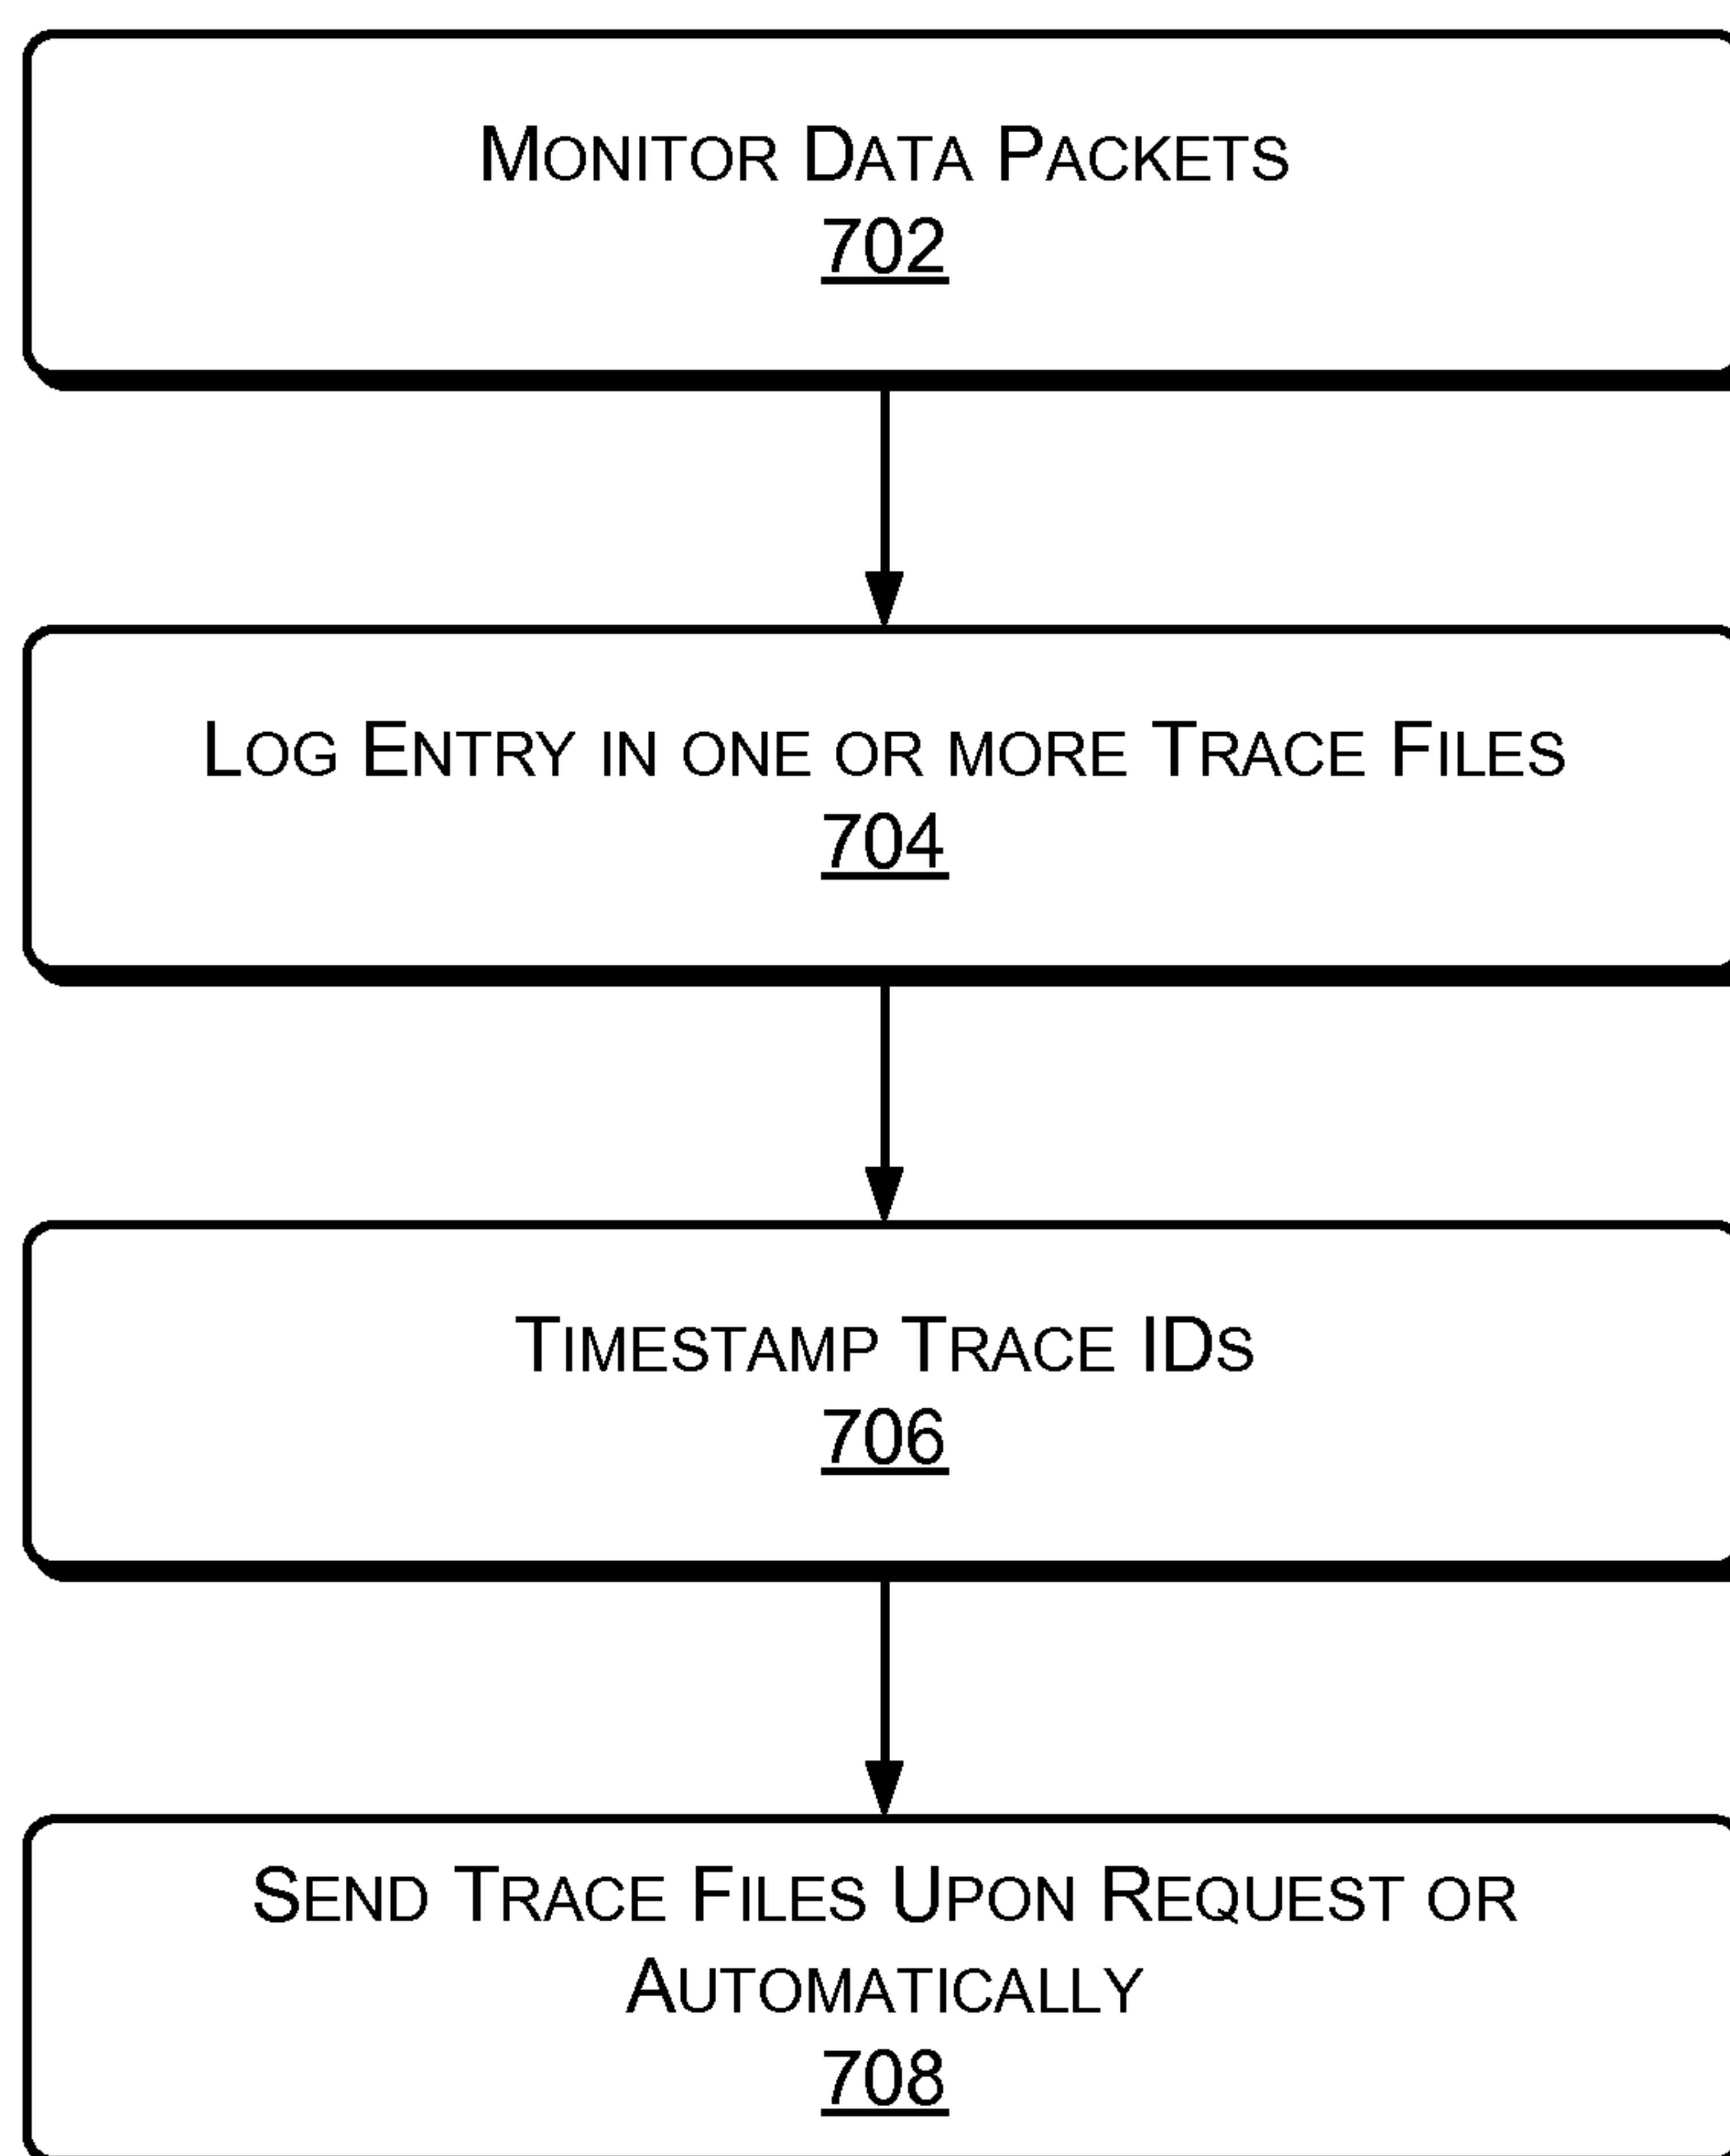 Monitor Data Packets
702
Log Entry in one or more Trace Files
704
Timestamp Trace IDs
706
Send Trace Files Upon Request or
Automatically
708